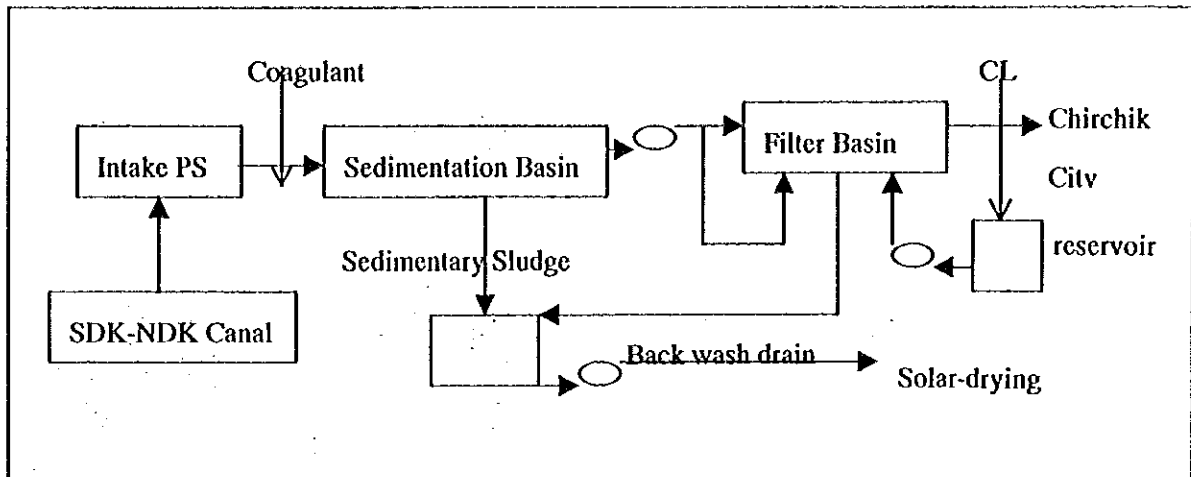 Coagulant
CL
Intake PS
Sedimentation Basin
Filter Basin
Chirchik
Citv
reservoir
Sedimentary Sludge
SDK-NDK Canal
Back wash drain
Solar-drying